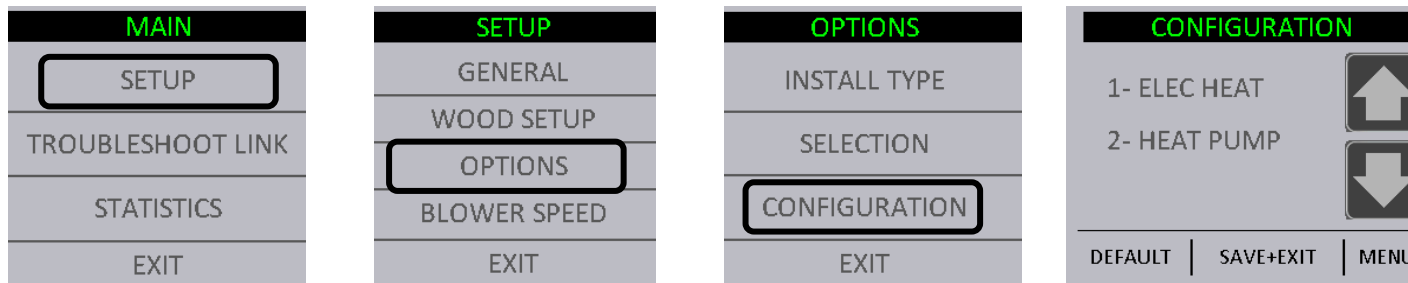 MAIN
SETUP
TROUBLESHOOT LINK
STATISTICS
EXIT
SETUP
GENERAL
WOOD SETUP
OPTIONS
BLOWER SPEED
EXIT
OPTIONS
INSTALL TYPE
SELECTION
CONFIGURATION
EXIT
CONFIGURATION
1- ELEC HEAT
2- HEAT PUMP
DEFAULT SAVE+EXIT MENU